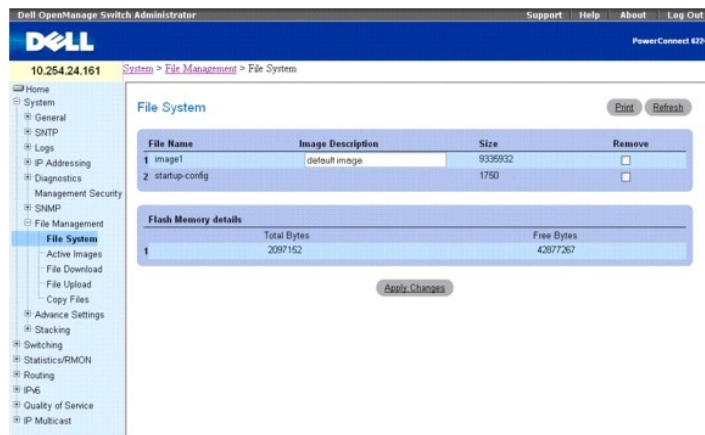 Dell OpenManage Switch Administrator Support Help About Log Out
DELL
PowerConnect 622
10.254.24.161
System > File Management > File System
Home
System
General
SNTP
Logs
IP Addressing
Diagnostics
Management Security
SNMP
File Management
File System
Active Images
File Download
File Upload
Copy Files
Advance Settings
Stacking
Switching
Statistics/RMON
Routing
IPv6
Quality of Service
IP Multicast
File System
Print Refresh
File Name Image Description Size Remove
1 image1 default image 9335932
2 startup-config 1750
Flash Memory details
Total Bytes Free Bytes
1 2097152 42877267
Apply Changes